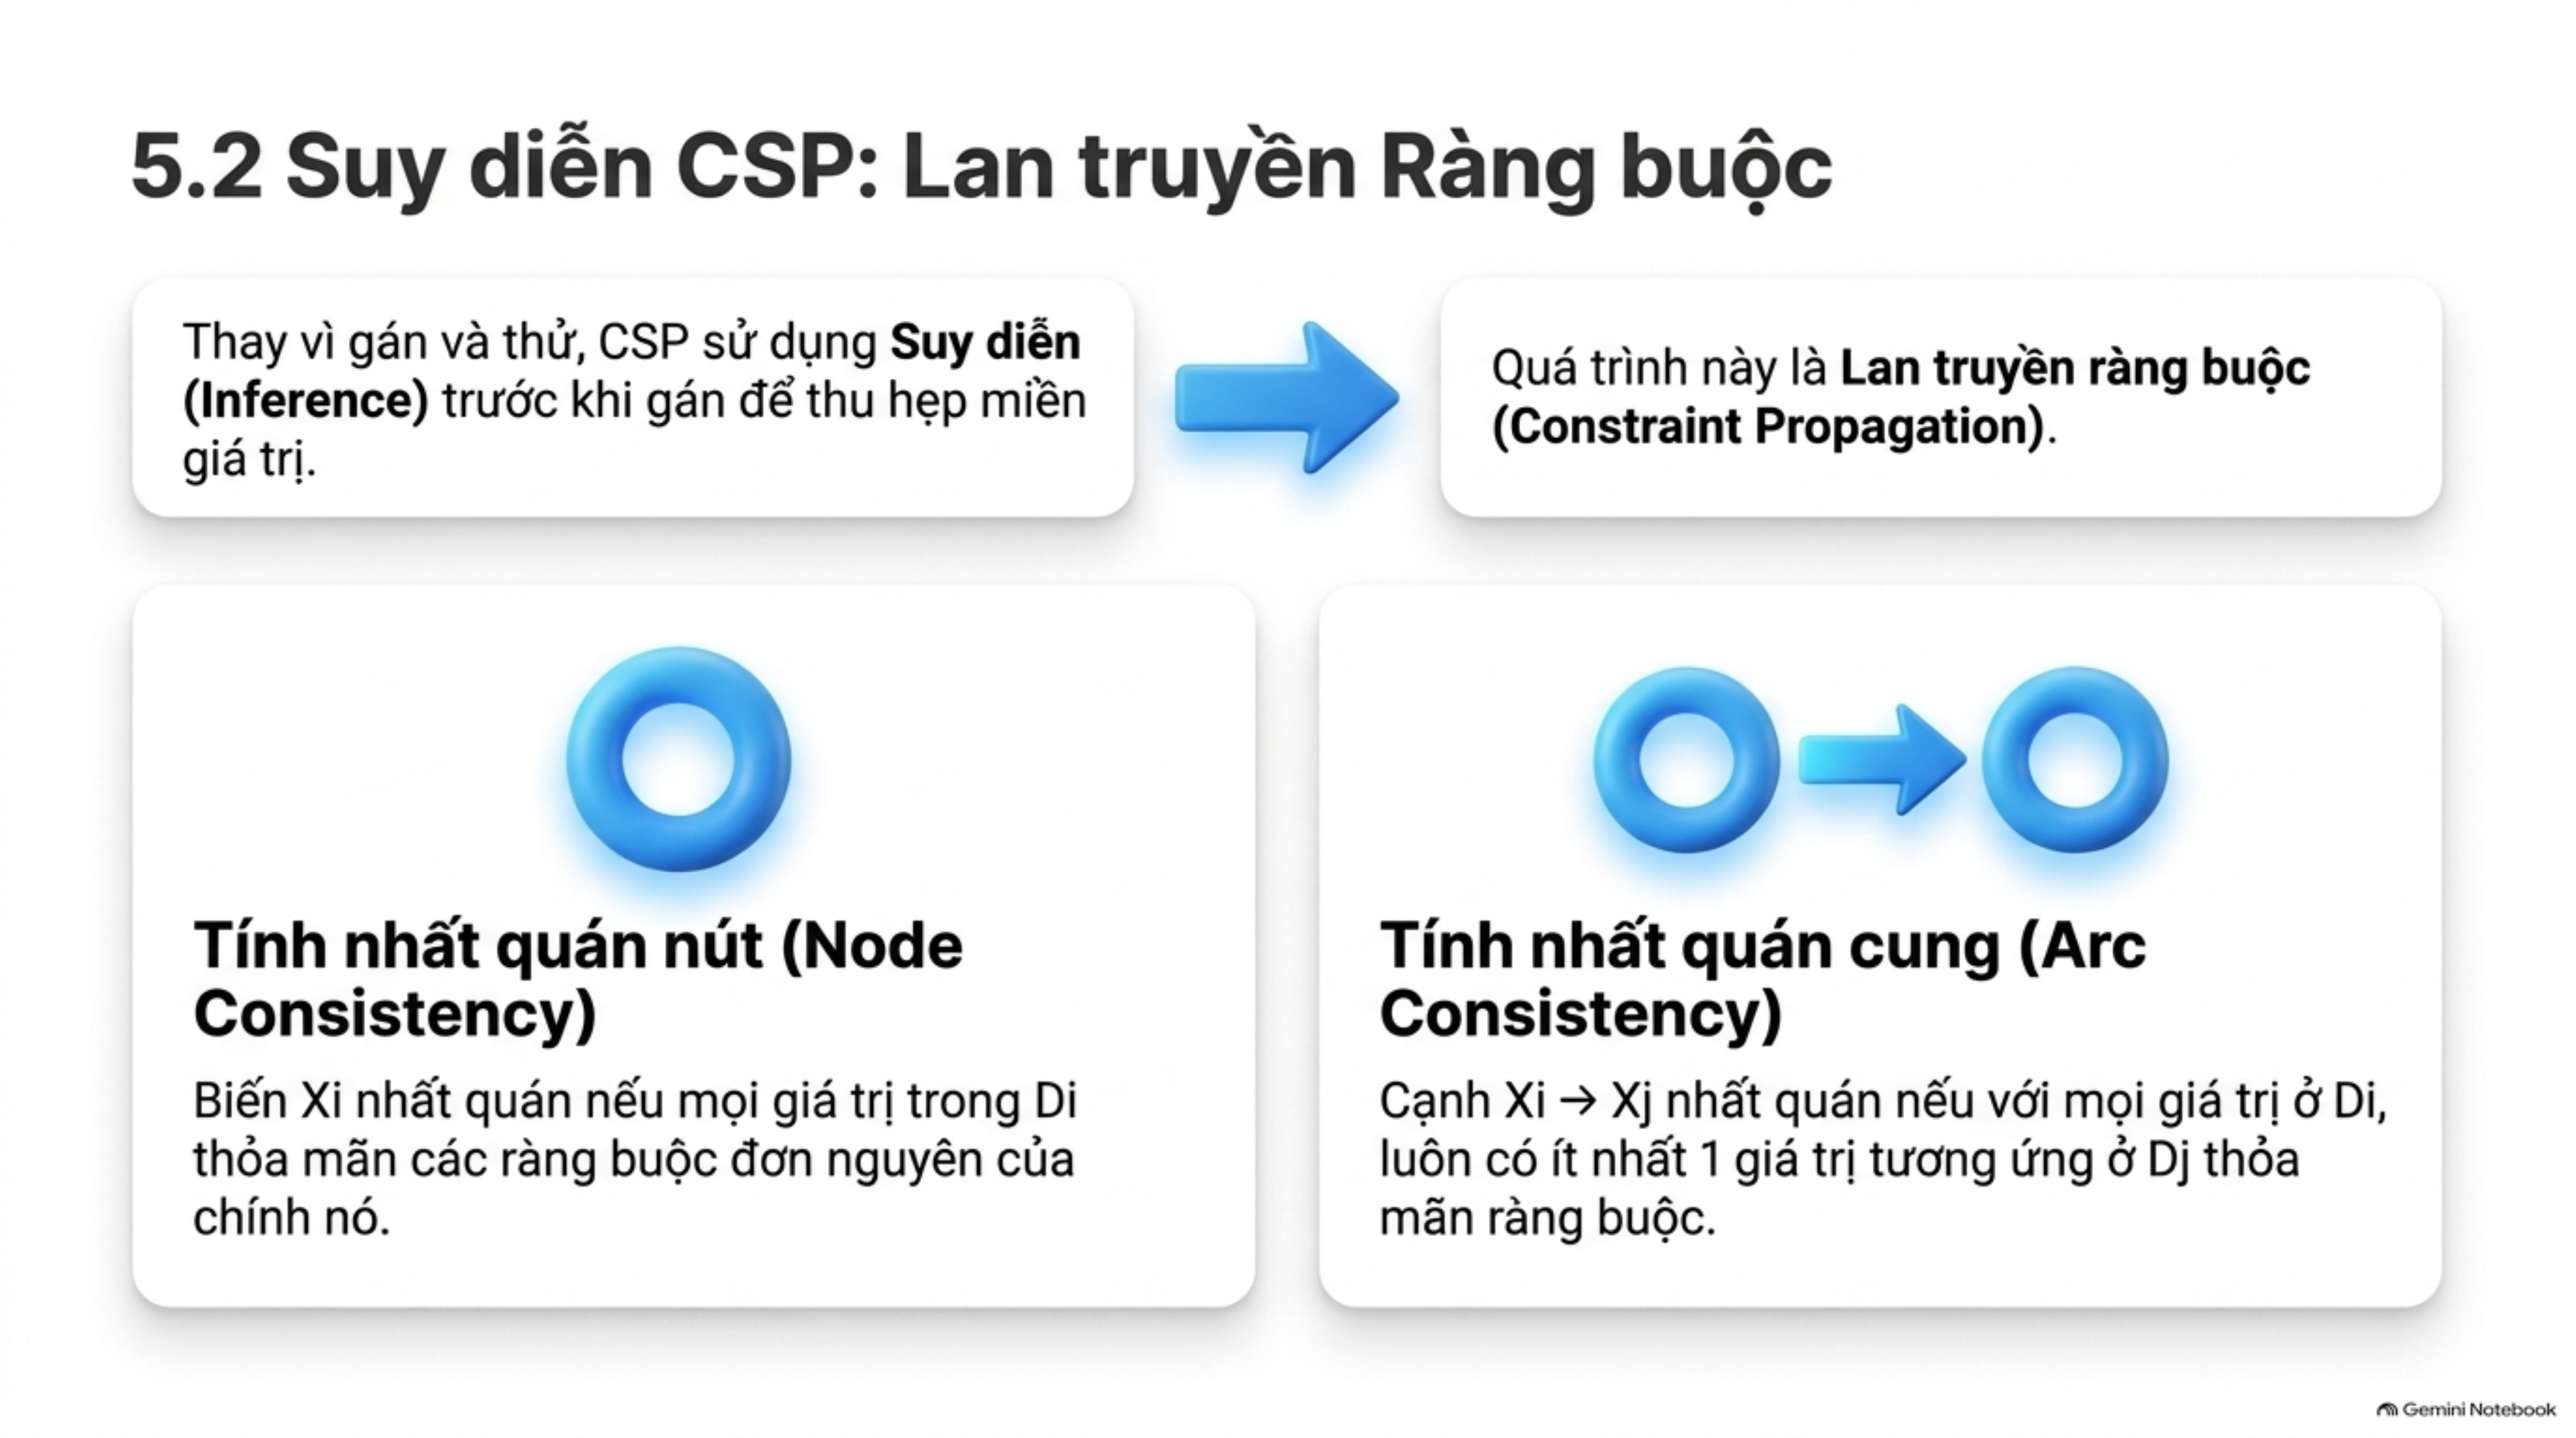 5.2 Suy diễn CSP: Lan truyền Ràng buộc
Thay vì gán và thử, CSP sử dụng Suy diễn
(Inference) trước khi gán để thu hẹp miền
giá trị.
Quá trình này là Lan truyền ràng buộc
(Constraint Propagation).
Tính nhất quán nút (Node
Consistency)
Biến Xi nhất quán nếu mọi giá trị trong Di
thỏa mãn các ràng buộc đơn nguyên của
chính nó.
Tính nhất quán cung (Arc
Consistency)
Cạnh Xi → Xj nhất quán nếu với mọi giá trị ở Di,
luôn có ít nhất 1 giá trị tương ứng ở Dj thỏa
mãn ràng buộc.
Gemini Notebook